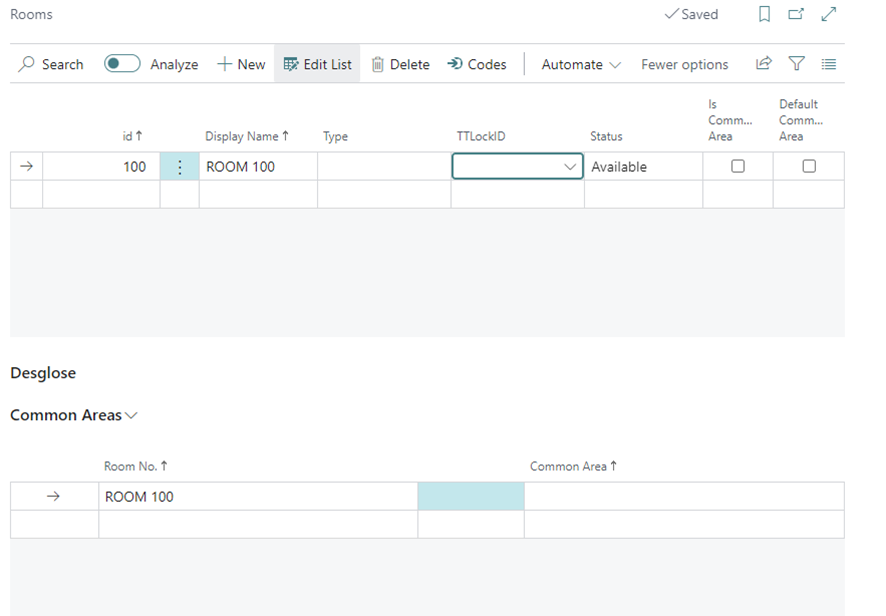 Rooms
Saved
Search Analyze New Edit List Delete Codes Automate Fewer options
id Display Name Type TTLockID Status Is Comm... Area Default Comm... Area
100 ROOM 100 Available
Desglose
Common Areas
Room No. Common Area
ROOM 100